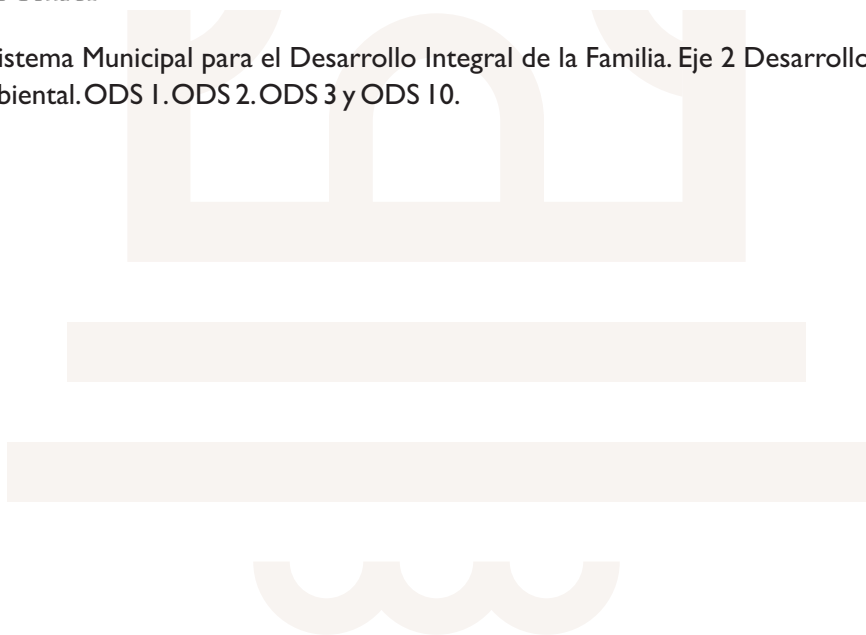 istema Municipal para el Desarrollo Integral de la Familia. Eje 2 Desarrollo
biental. ODS 1. ODS 2. ODS 3 y ODS 10.